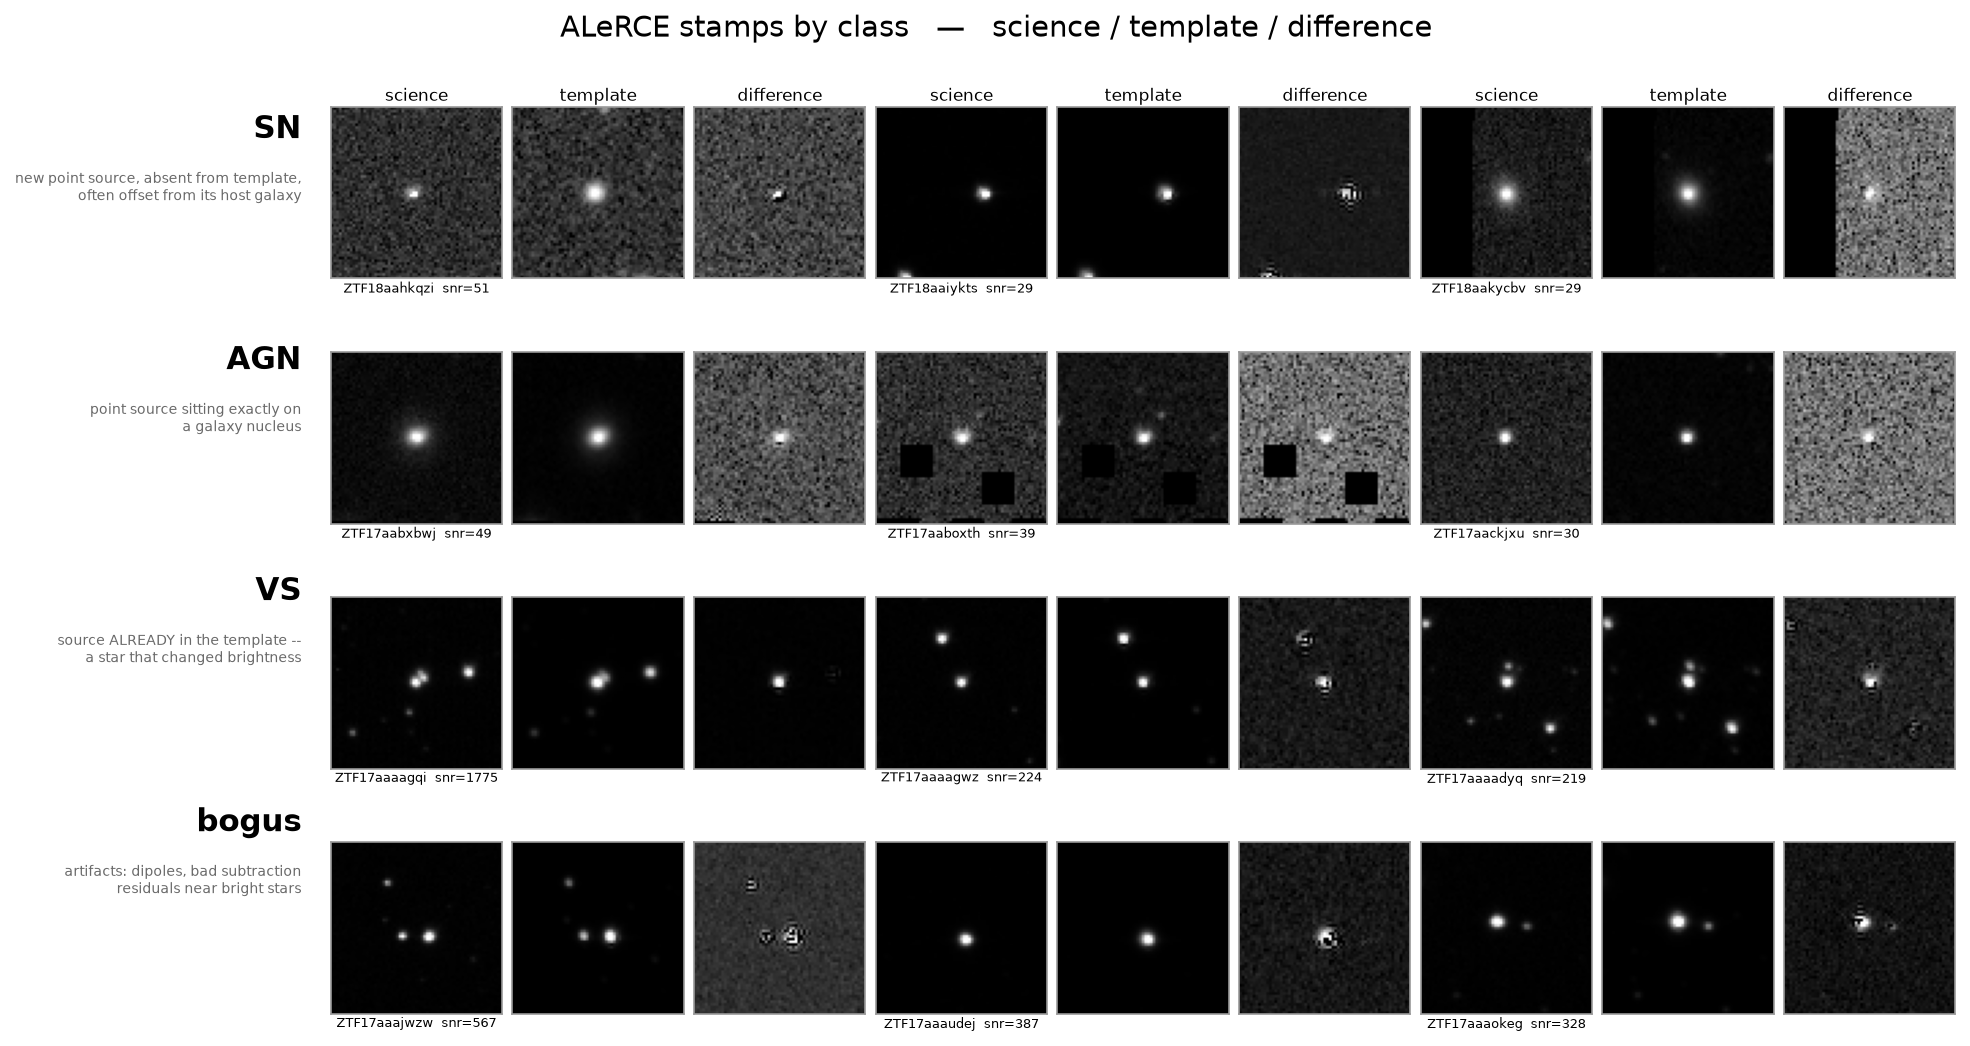 ALeRCE stamps by class — science / template / difference
science template difference science template difference science template difference
SN
new point source, absent from template,
often offset from its host galaxy
ZTF18aahkqzi snr=51 ZTF18aaiykts snr=29 ZTF18aakycbv snr=29
AGN
point source sitting exactly on
a galaxy nucleus
ZTF17aabxbwj snr=49 ZTF17aaboxth snr=39 ZTF17aackjxu snr=30
VS
source ALREADY in the template --
a star that changed brightness
ZTF17aaaagqi snr=1775 ZTF17aaaagwz snr=224 ZTF17aaaadyq snr=219
bogus
artifacts: dipoles, bad subtraction
residuals near bright stars
ZTF17aaajwzw snr=567 ZTF17aaaudej snr=387 ZTF17aaaokeg snr=328